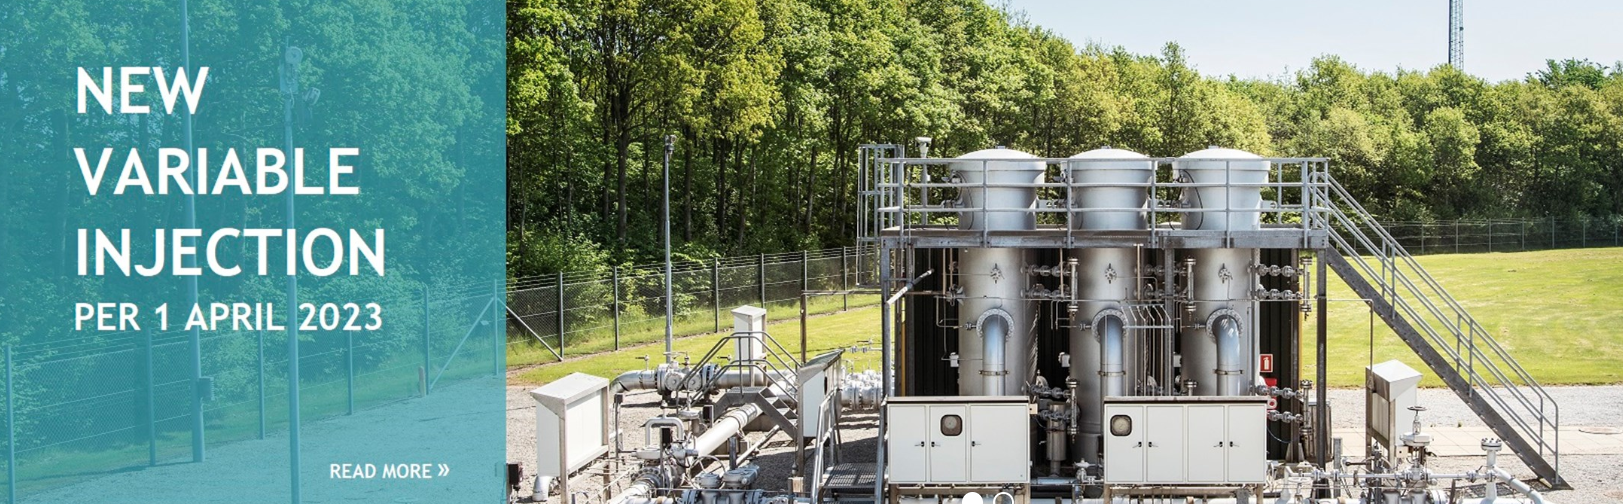 NEW
VARIABLE
INJECTION
PER 1 APRIL 2023
READ MORE »